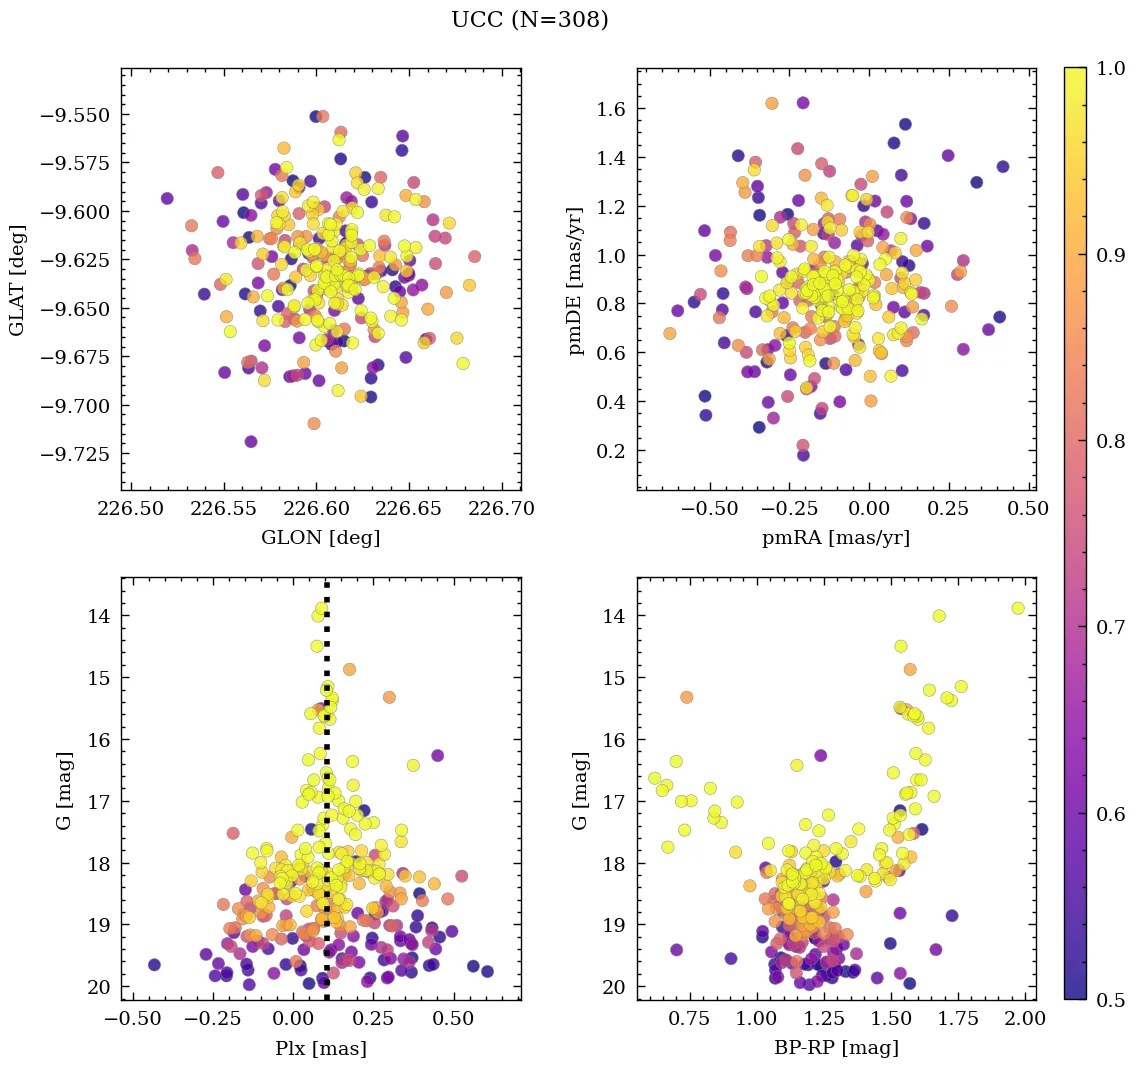 UCC (N=308)
−9.550
−9.575
−9.600
−9.625
−9.650
−9.675
−9.700
−9.725
GLAT [deg]
226.50 226.55 226.60 226.65 226.70
GLON [deg]
1.6
1.4
1.2
1.0
0.8
0.6
0.4
0.2
pmDE [mas/yr]
−0.50 −0.25 0.00 0.25 0.50
pmRA [mas/yr]
14
15
16
17
18
19
20
G [mag]
−0.50 −0.25 0.00 0.25 0.50
Plx [mas]
14
15
16
17
18
19
20
G [mag]
0.75 1.00 1.25 1.50 1.75 2.00
BP-RP [mag]
1.0
0.9
0.8
0.7
0.6
0.5